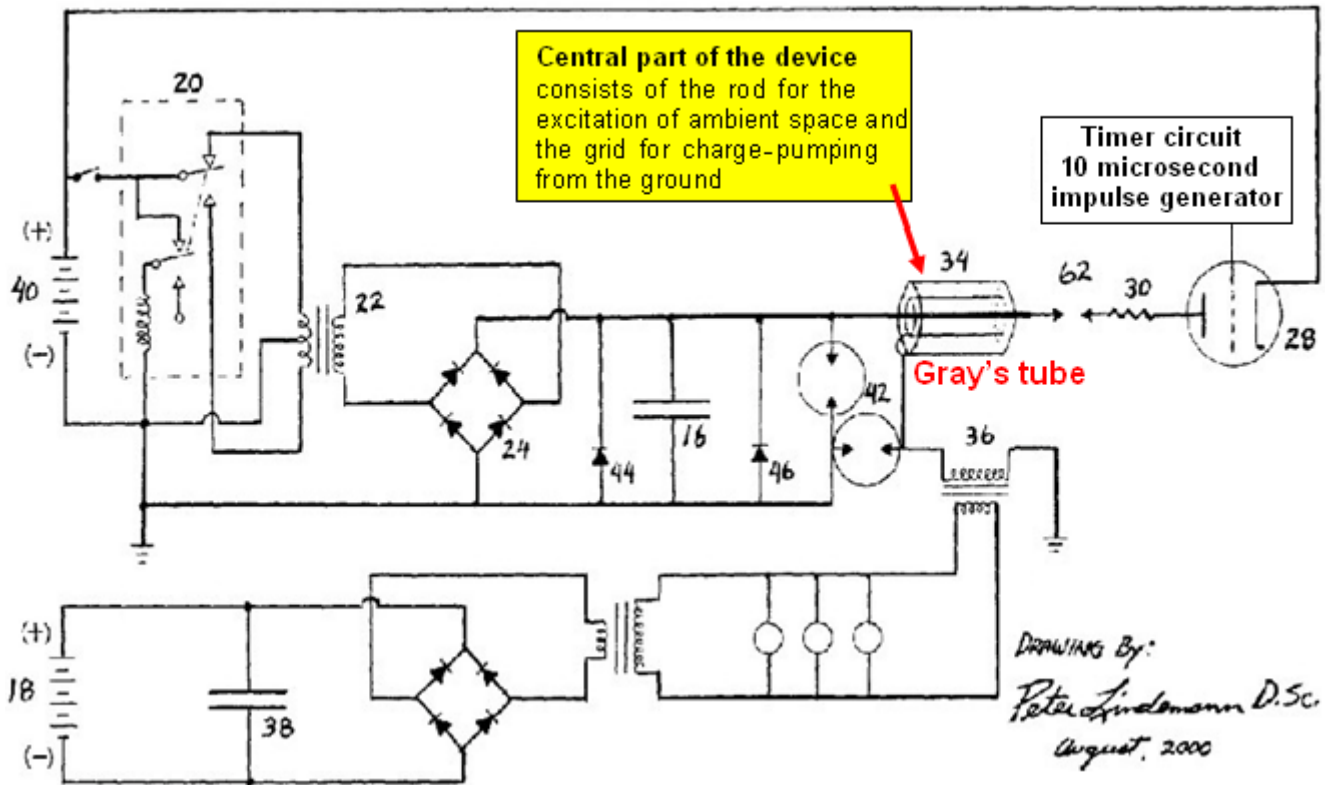 Central part of the device
consists of the rod for the
excitation of ambient space and
the grid for charge-pumping
from the ground
Timer circuit
10 microsecond
impulse generator
20
(+)
40
(-)
22
24
44
16
46
42
34
62
30
28
Gray's tube
36
(+)
18
(-)
38
DRAWING By:
Peter Lindemann D.Sc.
August, 2000